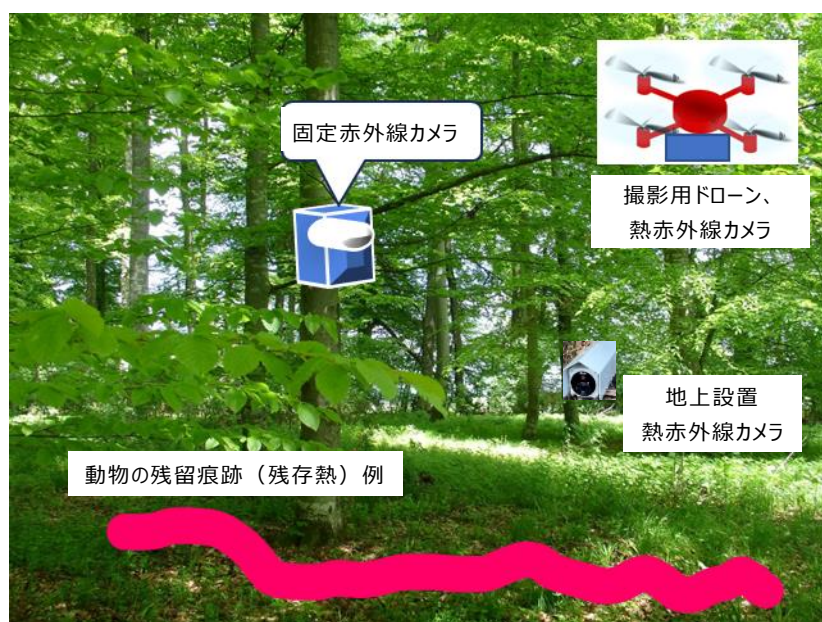 固定赤外線カメラ
撮影用ドローン、
熱赤外線カメラ
地上設置
熱赤外線カメラ
動物の残留痕跡（残存熱）例